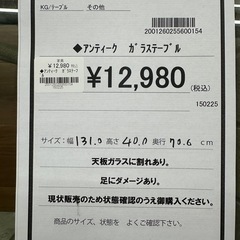 KG/テーブル その他
2001260255600154
◆アンティーク ガラステーブル
¥12,980
¥12,980(税込)
150225
サイズ:幅 131.0 高さ 40.0 奥行 70.6 cm
天板ガラスに割れあり。
足にダメージあり。
現状販売のため状態確認のうえ御購入ください。
商品のサイズ、状態を よくご確認下さい。